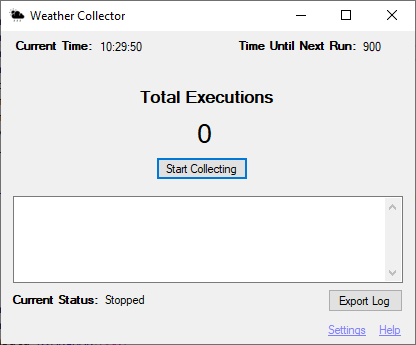 Weather Collector
Current Time: 10:29:50 Time Until Next Run: 900
Total Executions
0
Start Collecting
Current Status: Stopped Export Log
Settings Help